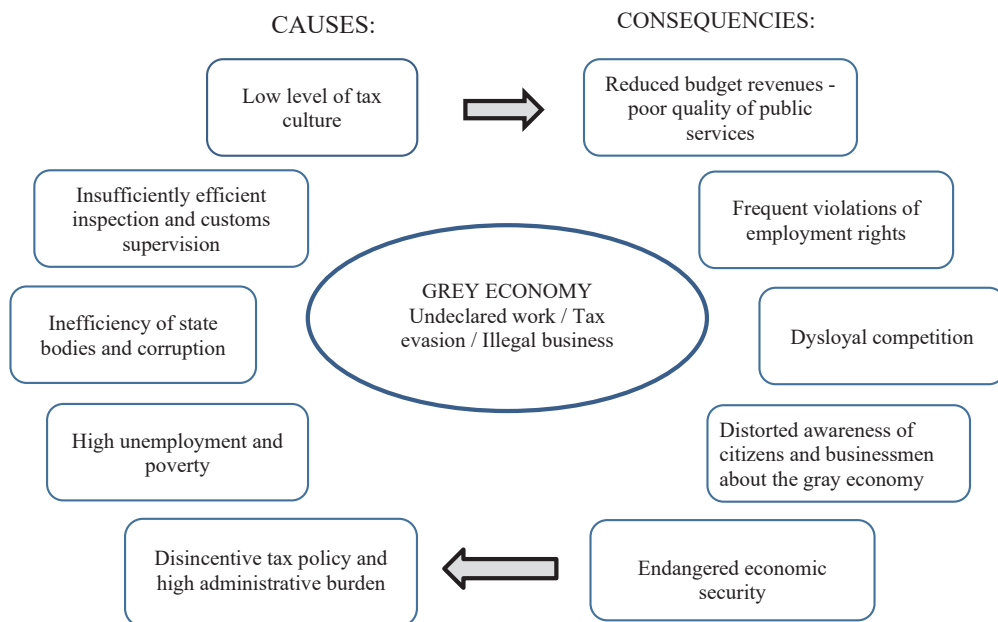 CAUSES:
CONSEQUENCIES:
Low level of tax
culture
Reduced budget revenues -
poor quality of public
services
Insufficiently efficient
inspection and customs
supervision
Frequent violations of
employment rights
GREY ECONOMY
Undeclared work / Tax
evasion / Illegal business
Inefficiency of state
bodies and corruption
Dysloyal competition
High unemployment and
poverty
Distorted awareness of
citizens and businessmen
about the gray economy
Disincentive tax policy and
high administrative burden
Endangered economic
security